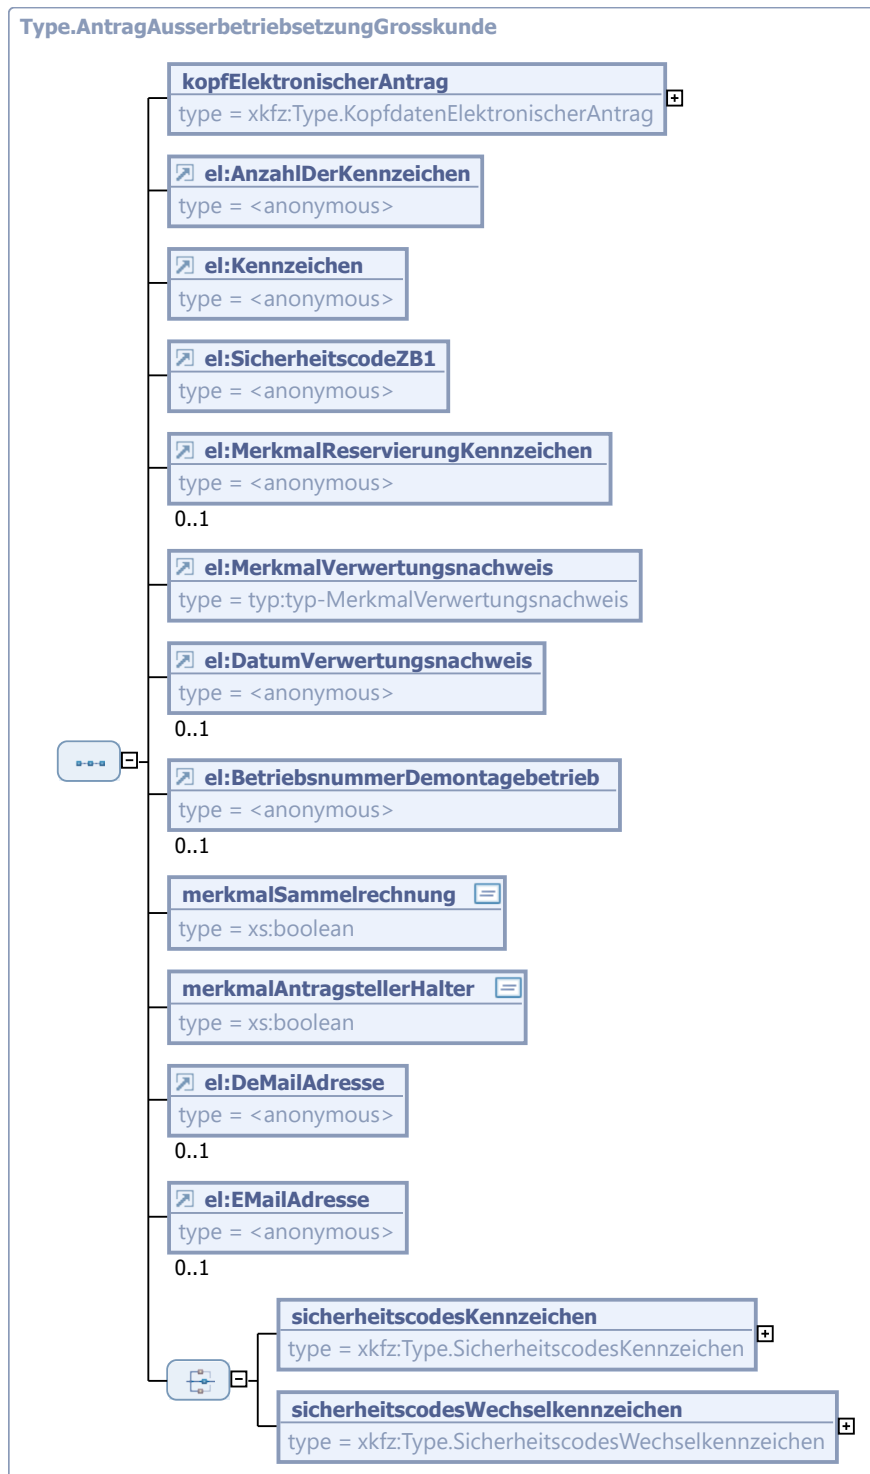 Type.AntragAusserbetriebsetzungGrosskunde
kopfElektronischerAntrag
type = xkfz:Type.KopfdatenElektronischerAntrag
el:AnzahlDerKennzeichen
type = <anonymous>
el:Kennzeichen
type = <anonymous>
el:SicherheitscodeZB1
type = <anonymous>
el:MerkmalReservierungKennzeichen
type = <anonymous>
0..1
el:MerkmalVerwertungsnachweis
type = typ:typ-MerkmalVerwertungsnachweis
el:DatumVerwertungsnachweis
type = <anonymous>
0..1
el:BetriebsnummerDemontagebetrieb
type = <anonymous>
0..1
merkmalSammelrechnung
type = xs:boolean
merkmalAntragstellerHalter
type = xs:boolean
el:DeMailAdresse
type = <anonymous>
0..1
el:EMailAdresse
type = <anonymous>
0..1
sicherheitscodesKennzeichen
type = xkfz:Type.SicherheitscodesKennzeichen
sicherheitscodesWechselkennzeichen
type = xkfz:Type.SicherheitscodesWechselkennzeichen